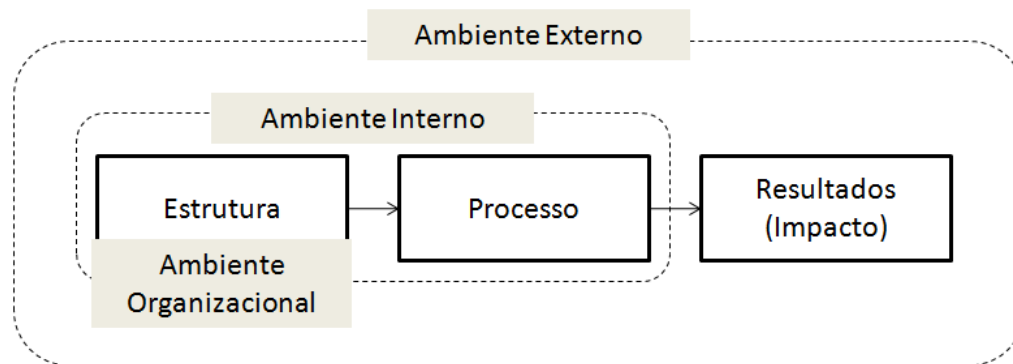 Ambiente Externo
Ambiente Interno
Estrutura
Processo
Resultados
(Impacto)
Ambiente
Organizacional